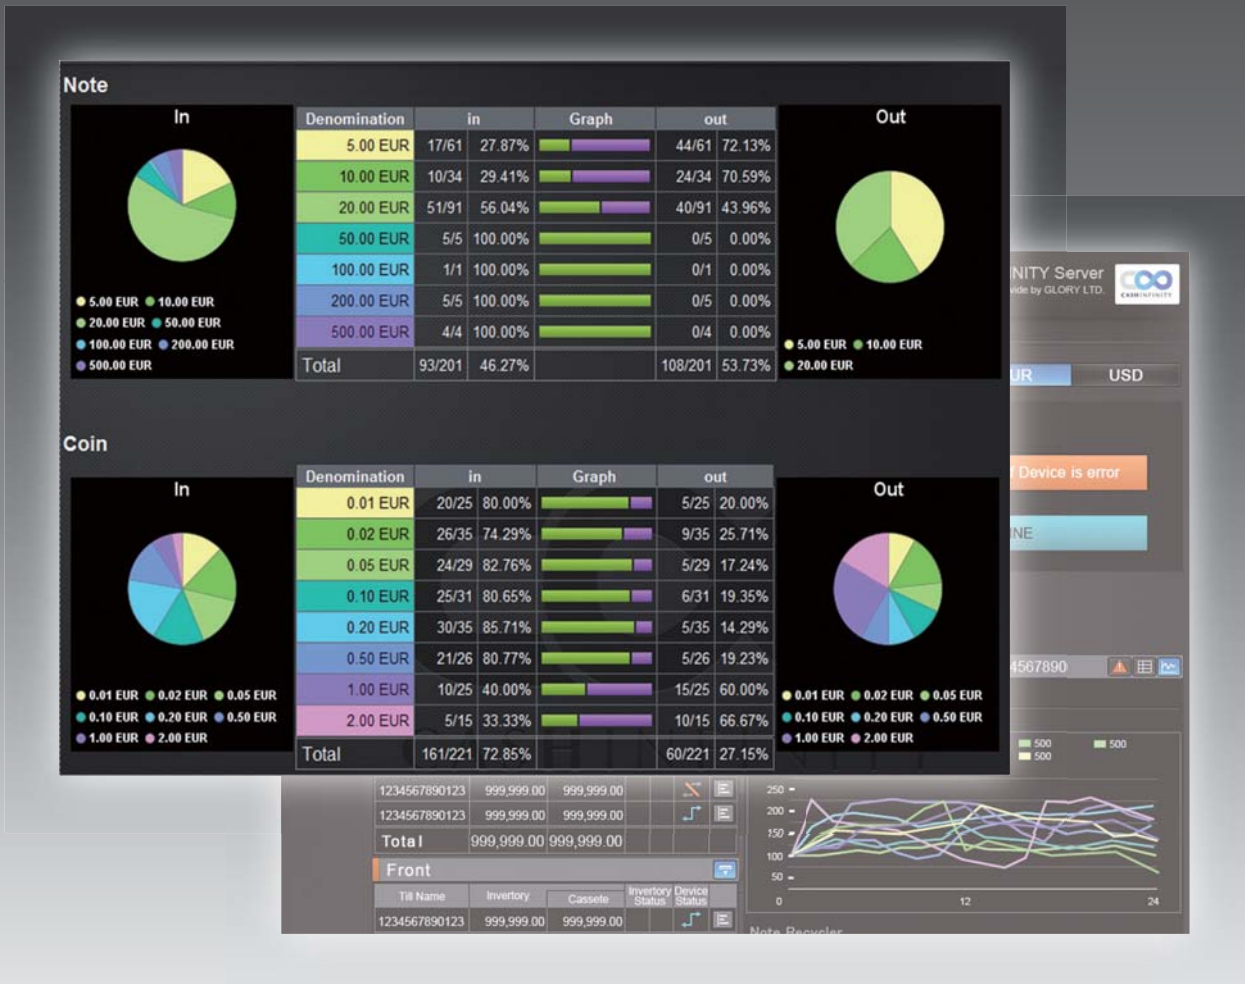 Note
In
5.00 EUR 10.00 EUR
20.00 EUR 50.00 EUR
100.00 EUR 200.00 EUR
500.00 EUR
Denomination in Graph out
5.00 EUR 17/61 27.87% 44/61 72.13%
10.00 EUR 10/34 29.41% 24/34 70.59%
20.00 EUR 51/91 56.04% 40/91 43.96%
50.00 EUR 5/5 100.00% 0/5 0.00%
100.00 EUR 1/1 100.00% 0/1 0.00%
200.00 EUR 5/5 100.00% 0/5 0.00%
500.00 EUR 4/4 100.00% 0/4 0.00%
Total 93/201 46.27% 108/201 53.73%
Out
5.00 EUR 10.00 EUR
20.00 EUR
Coin
In
0.01 EUR 0.02 EUR 0.05 EUR
0.10 EUR 0.20 EUR 0.50 EUR
1.00 EUR 2.00 EUR
Denomination in Graph out
0.01 EUR 20/25 80.00% 5/25 20.00%
0.02 EUR 26/35 74.29% 9/35 25.71%
0.05 EUR 24/29 82.76% 5/29 17.24%
0.10 EUR 25/31 80.65% 6/31 19.35%
0.20 EUR 30/35 85.71% 5/35 14.29%
0.50 EUR 21/26 80.77% 5/26 19.23%
1.00 EUR 10/25 40.00% 15/25 60.00%
2.00 EUR 5/15 33.33% 10/15 66.67%
Total 161/221 72.85% 60/221 27.15%
Out
0.01 EUR 0.02 EUR 0.05 EUR
0.10 EUR 0.20 EUR 0.50 EUR
1.00 EUR 2.00 EUR
NITY Server
vide by GLORY LTD.
CASHINFINITY
UR USD
f Device is error
INE
4567890
500 500
500
1234567890123 999,999.00 999,999.00
1234567890123 999,999.00 999,999.00
Total 999,999.00 999,999.00
Front
Till Name Invertory Cassete Invertory Status Device Status
1234567890123 999,999.00 999,999.00
250
200
150
100
50
0 12 24
Note Recycler